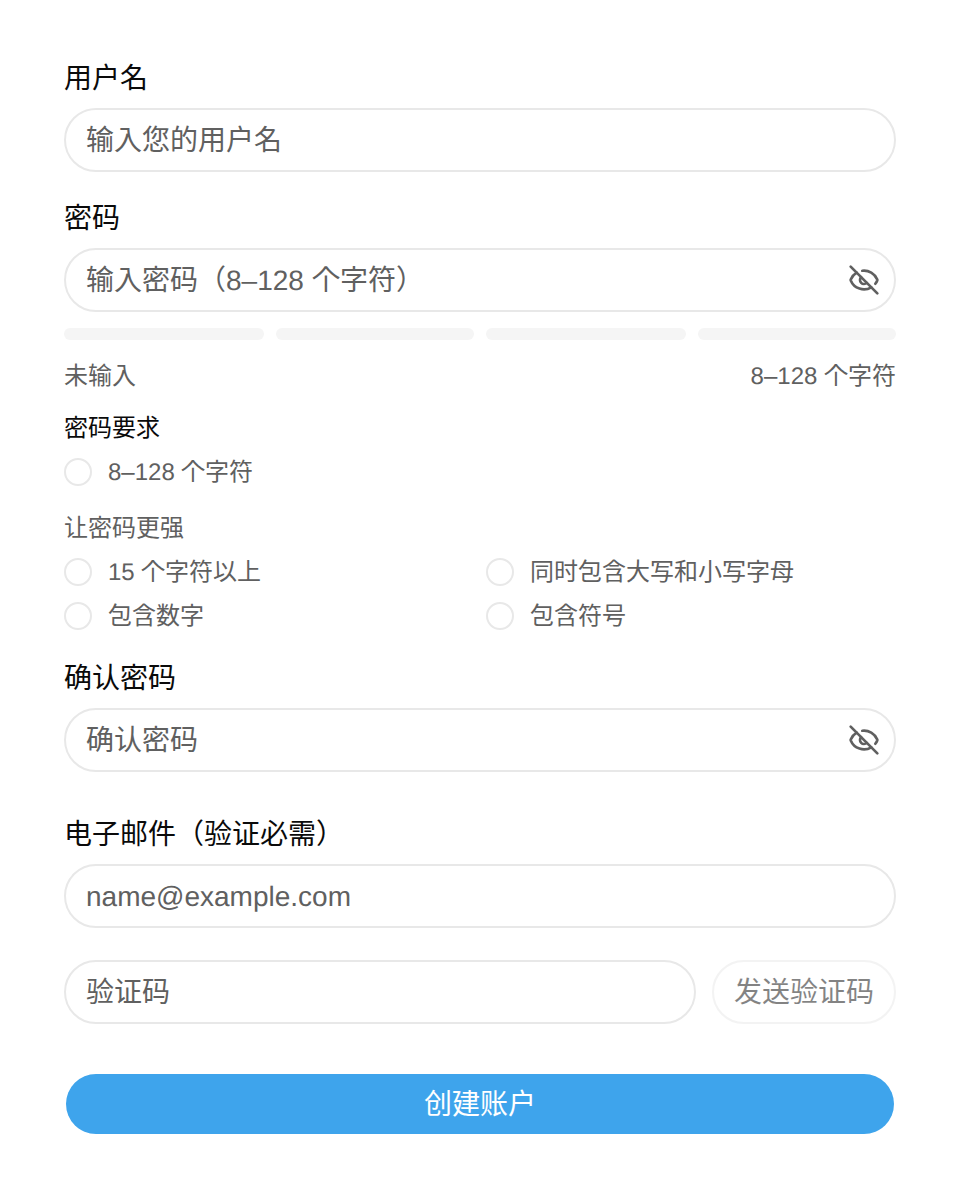 用户名
输入您的用户名
密码
输入密码（8–128 个字符）
未输入
8–128 个字符
密码要求
8–128 个字符
让密码更强
15 个字符以上
同时包含大写和小写字母
包含数字
包含符号
确认密码
确认密码
电子邮件（验证必需）
name@example.com
验证码
发送验证码
创建账户